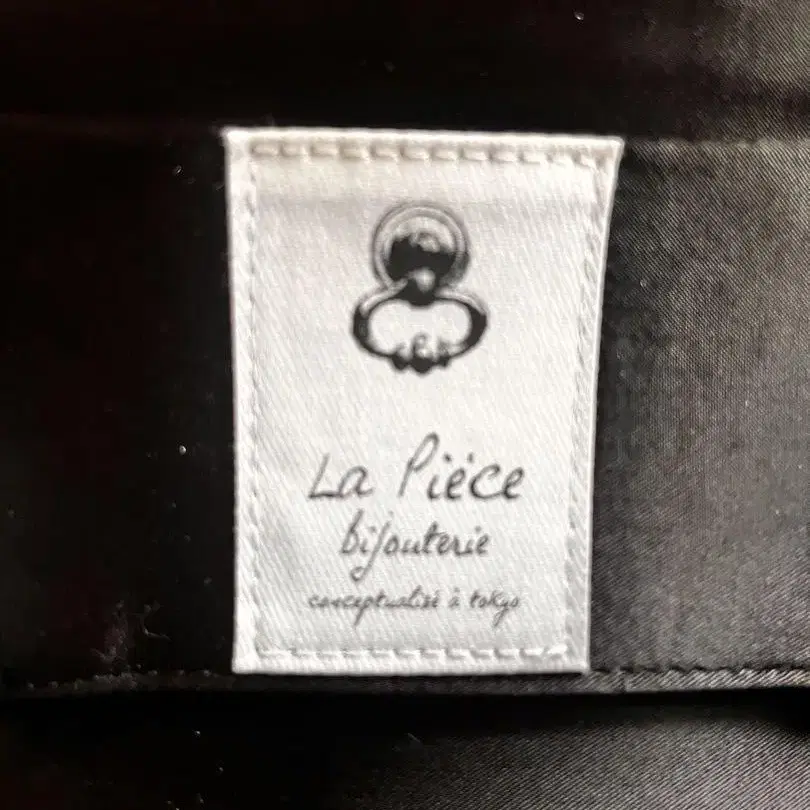 La Pièce
bijouterie
conceptualisé à tokyo